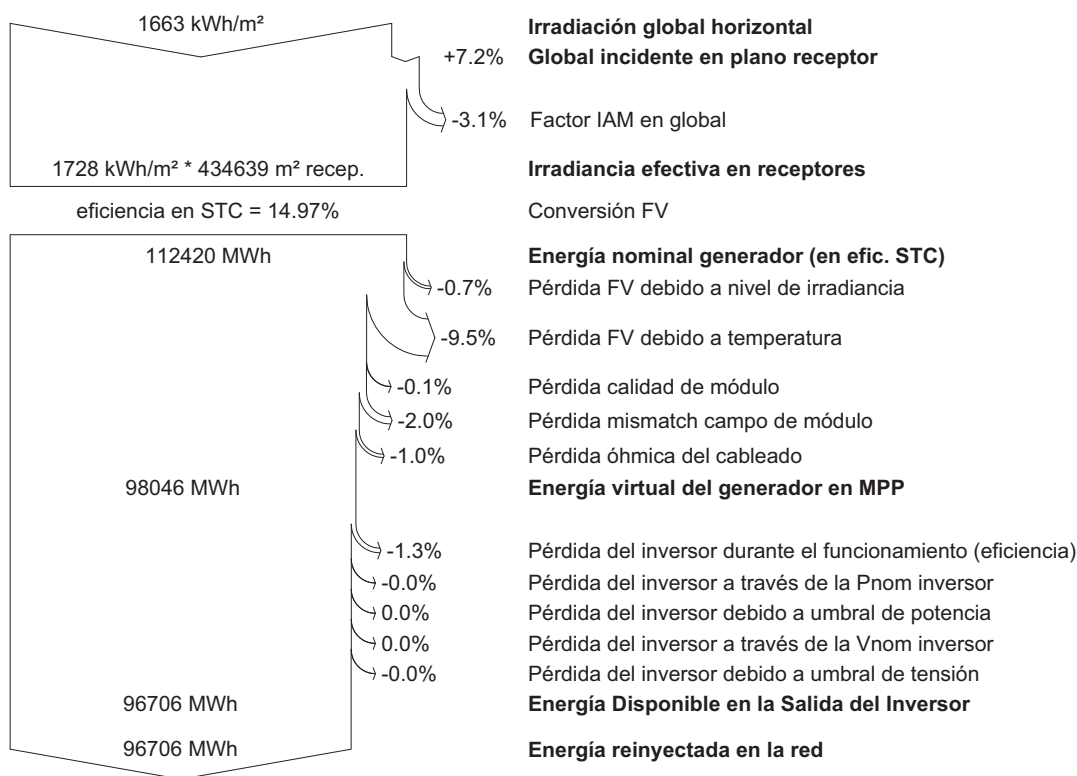 1663 kWh/m² Irradiación global horizontal
+7.2% Global incidente en plano receptor
-3.1% Factor IAM en global
1728 kWh/m² * 434639 m² recep. Irradiancia efectiva en receptores
eficiencia en STC = 14.97% Conversión FV
112420 MWh Energía nominal generador (en efic. STC)
-0.7% Pérdida FV debido a nivel de irradiancia
-9.5% Pérdida FV debido a temperatura
-0.1% Pérdida calidad de módulo
-2.0% Pérdida mismatch campo de módulo
-1.0% Pérdida óhmica del cableado
98046 MWh Energía virtual del generador en MPP
-1.3% Pérdida del inversor durante el funcionamiento (eficiencia)
-0.0% Pérdida del inversor a través de la Pnom inversor
0.0% Pérdida del inversor debido a umbral de potencia
0.0% Pérdida del inversor a través de la Vnom inversor
-0.0% Pérdida del inversor debido a umbral de tensión
96706 MWh Energía Disponible en la Salida del Inversor
96706 MWh Energía reinyectada en la red